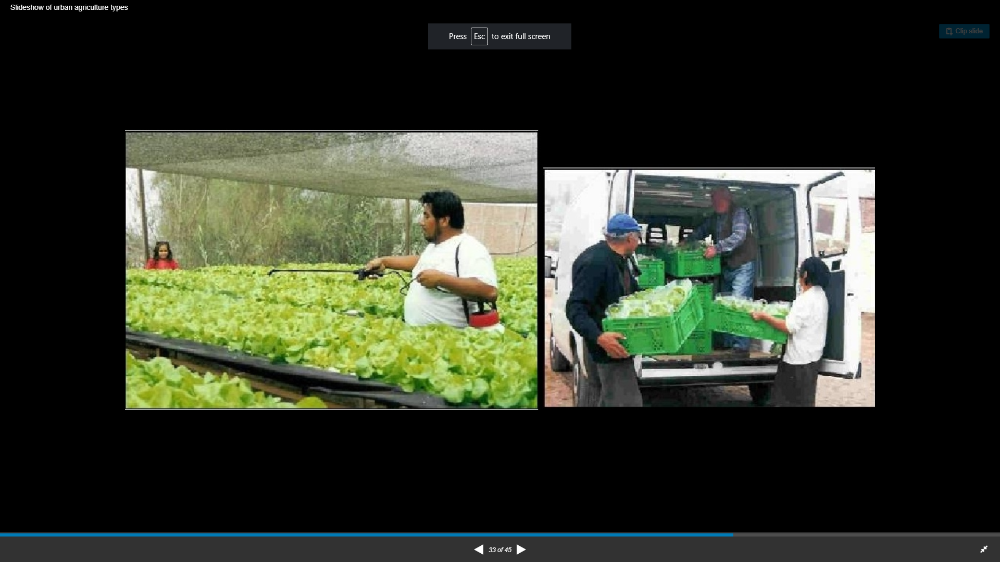 Slideshow of urban agriculture types
Press Esc to exit full screen
Clip slide
33 of 45